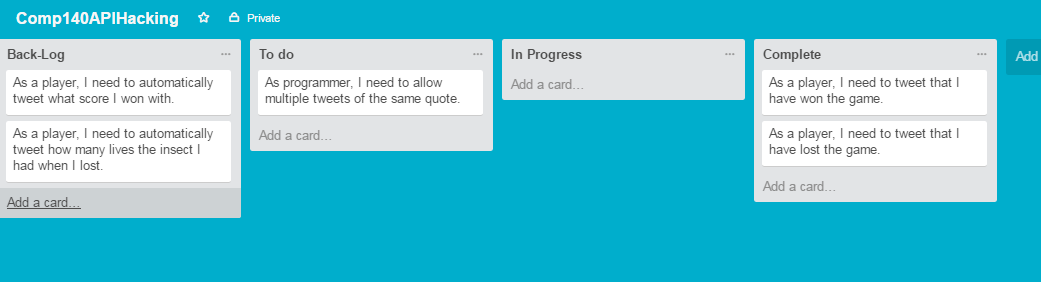 Comp140APIHacking Private
Back-Log ...
As a player, I need to automatically
tweet what score I won with.
As a player, I need to automatically
tweet how many lives the insect I
had when I lost.
Add a card...
To do ...
As programmer, I need to allow
multiple tweets of the same quote.
Add a card...
In Progress ...
Add a card...
Complete ...
As a player, I need to tweet that I
have won the game.
As a player, I need to tweet that I
have lost the game.
Add a card...
Add